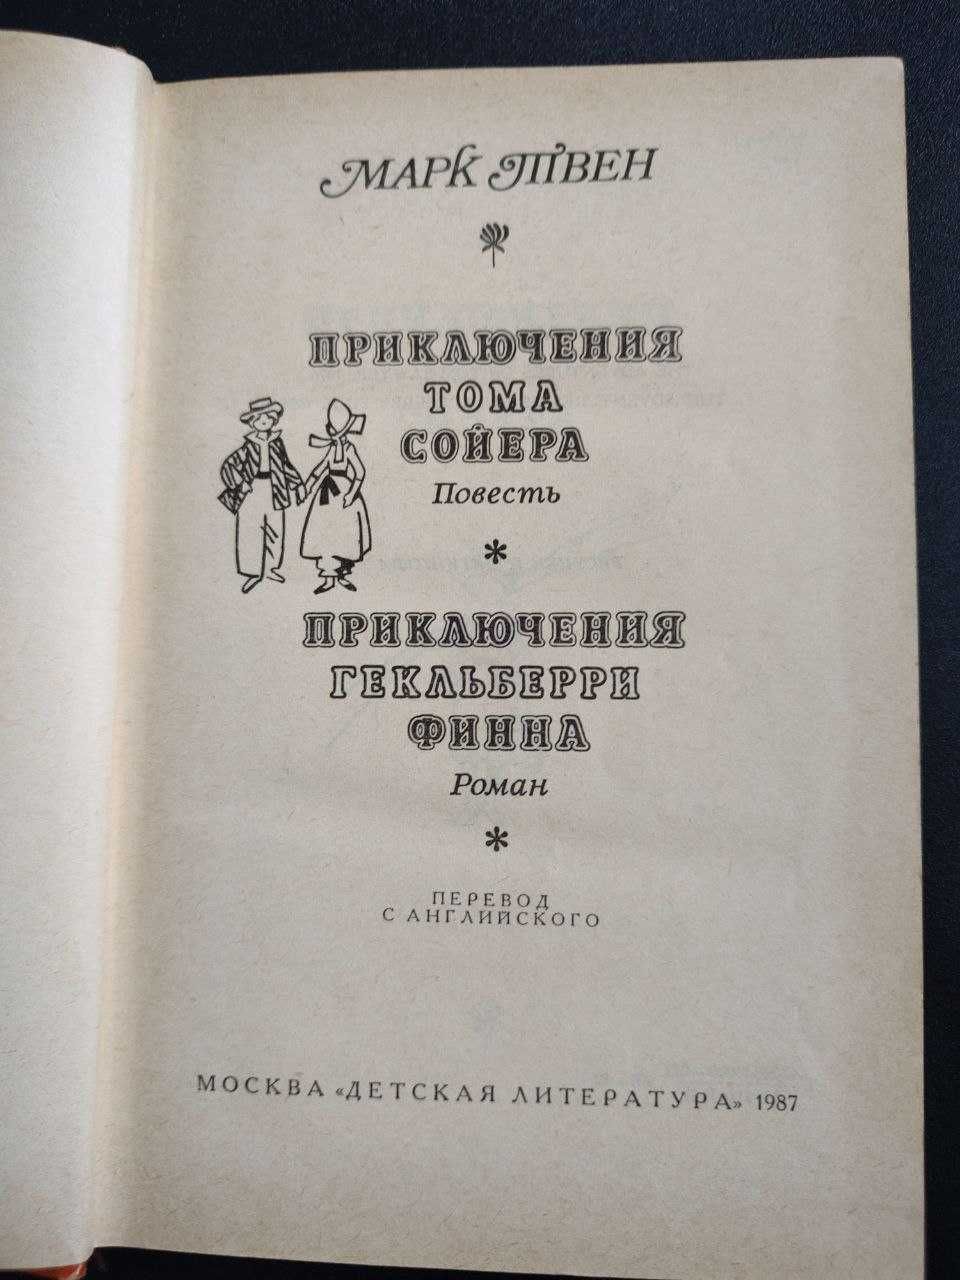 МАРК ТВЕН
ПРИКЛЮЧЕНИЯ
ТОМА
СОЙЕРА
Повесть
*
ПРИКЛЮЧЕНИЯ
ГЕКЛЬБЕРРИ
ФИННА
Роман
*
ПЕРЕВОД
С АНГЛИЙСКОГО
МОСКВА «ДЕТСКАЯ ЛИТЕРАТУРА» 1987